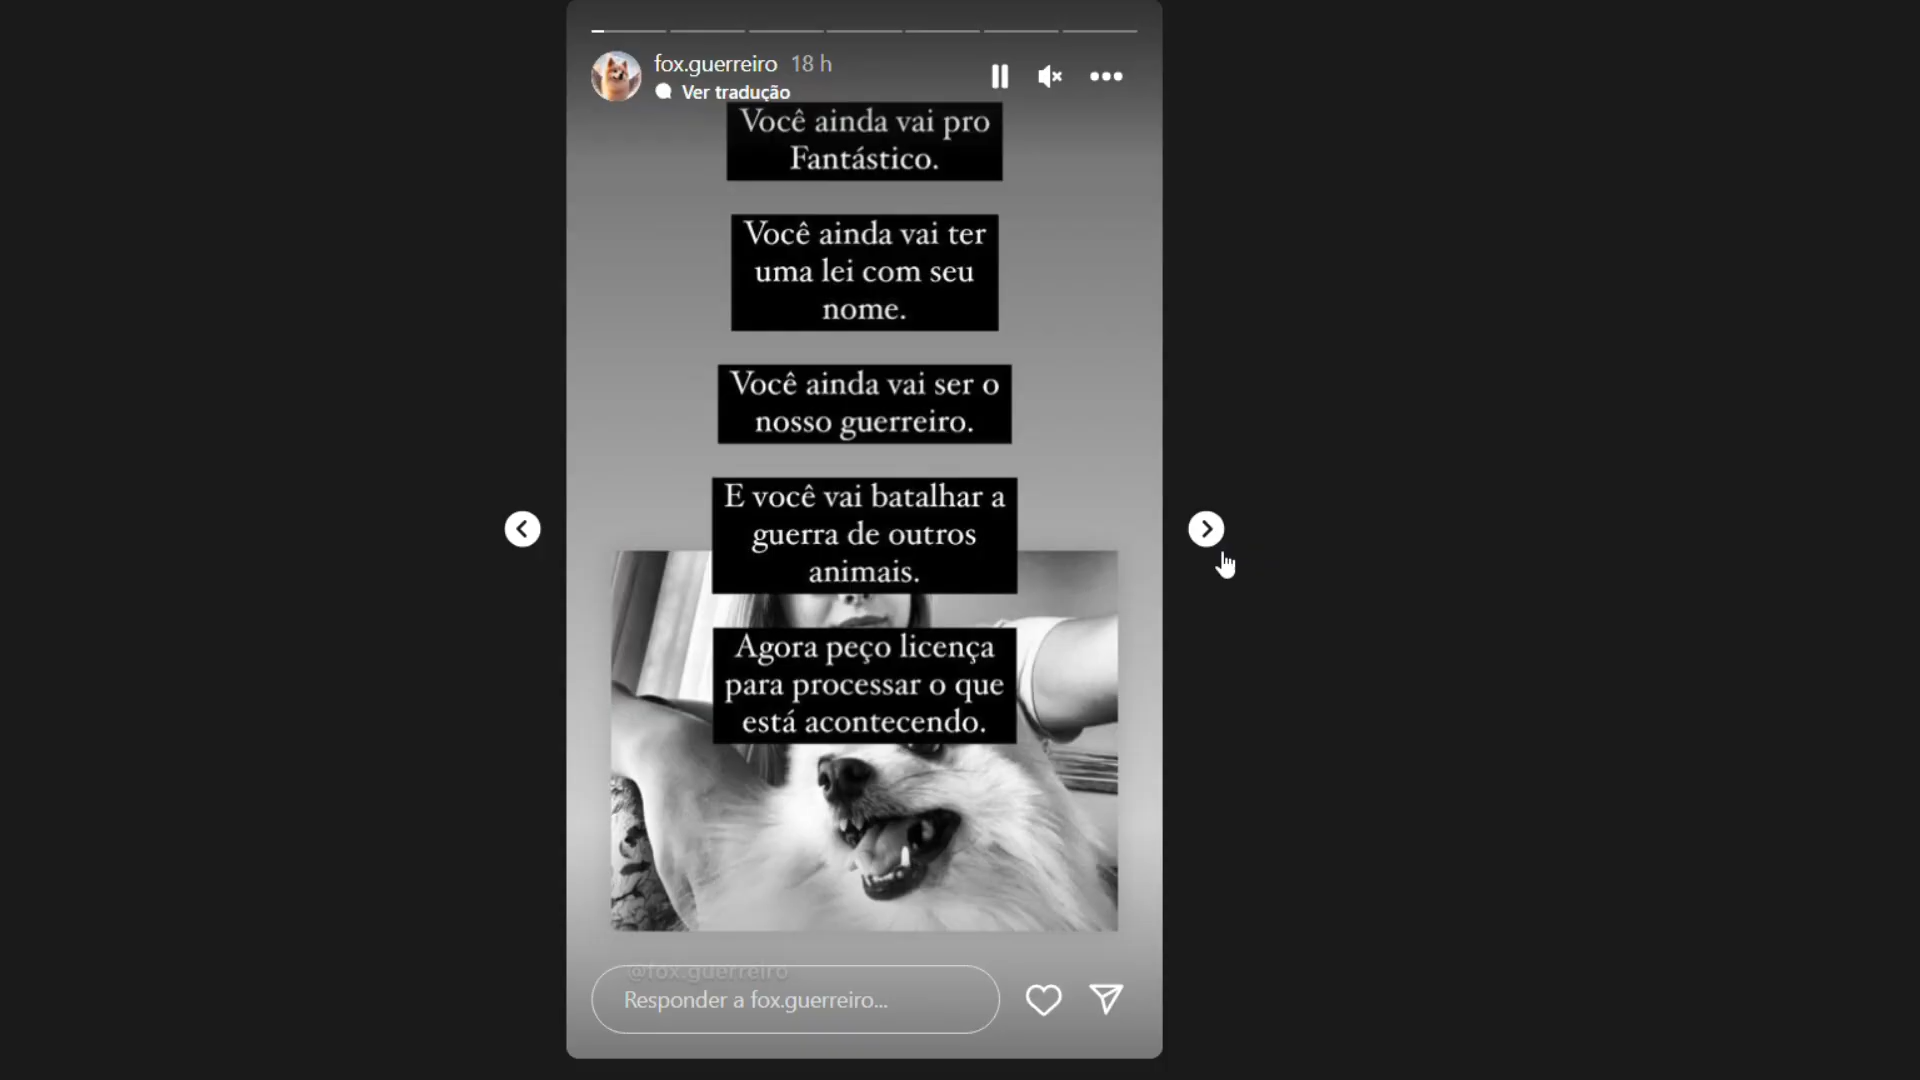 fox.guerreiro 18 h
Ver tradução
Você ainda vai pro
Fantástico.
Você ainda vai ter
uma lei com seu
nome.
Você ainda vai ser o
nosso guerreiro.
E você vai batalhar a
guerra de outros
animais.
Agora peço licença
para processar o que
está acontecendo.
@fox.guerreiro
Responder a fox.guerreiro...